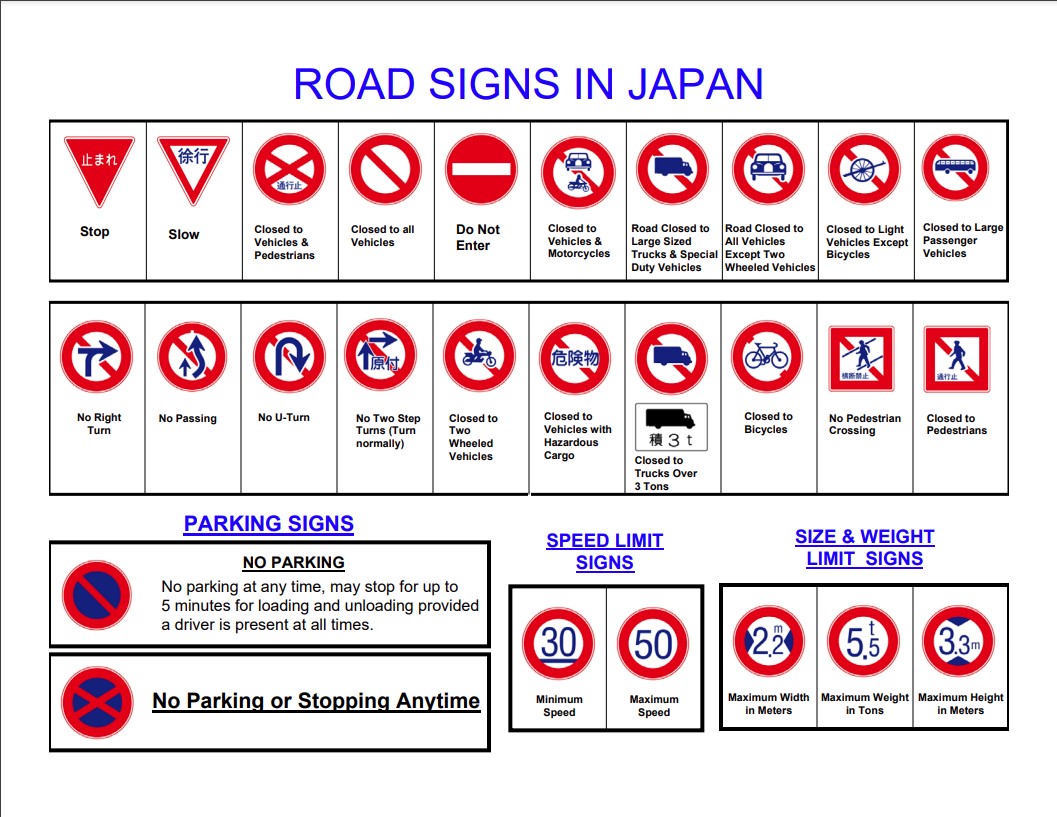 ROAD SIGNS IN JAPAN
止まれ
Stop
徐行
Slow
通行止
Closed to
Vehicles &
Pedestrians
Closed to all
Vehicles
Do Not
Enter
Closed to
Vehicles &
Motorcycles
Road Closed to
Large Sized
Trucks & Special
Duty Vehicles
Road Closed to
All Vehicles
Except Two
Wheeled Vehicles
Closed to Light
Vehicles Except
Bicycles
Closed to Large
Passenger
Vehicles
No Right
Turn
No Passing
No U-Turn
原付
No Two Step
Turns (Turn
normally)
Closed to
Two
Wheeled
Vehicles
危険物
Closed to
Vehicles with
Hazardous
Cargo
積3t
Closed to
Trucks Over
3 Tons
Closed to
Bicycles
横断禁止
No Pedestrian
Crossing
通行止
Closed to
Pedestrians
PARKING SIGNS
NO PARKING
No parking at any time, may stop for up to
5 minutes for loading and unloading provided
a driver is present at all times.
No Parking or Stopping Anytime
SPEED LIMIT
SIGNS
30
Minimum
Speed
50
Maximum
Speed
SIZE & WEIGHT
LIMIT SIGNS
2.2m
Maximum Width
in Meters
5.5t
Maximum Weight
in Tons
3.3m
Maximum Height
in Meters